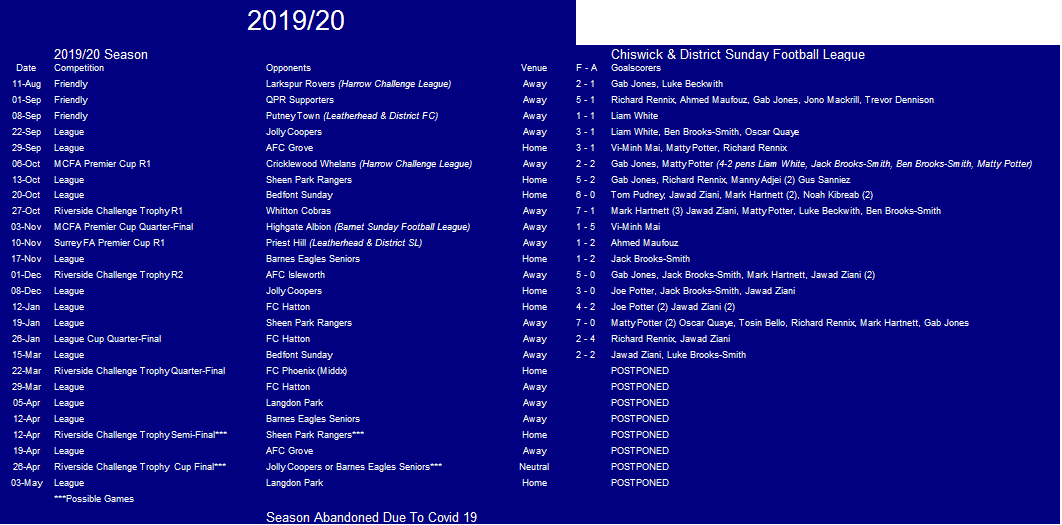 2019/20
2019/20 Season Chiswick & District Sunday Football League
Date Competition Opponents Venue F - A Goalscorers
11-Aug Friendly Larkspur Rovers (Harrow Challenge League) Away 2 - 1 Gab Jones, Luke Beckwith
01-Sep Friendly QPR Supporters Away 5 - 1 Richard Rennix, Ahmed Maufouz, Gab Jones, Jono Mackrill, Trevor Dennison
08-Sep Friendly Putney Town (Leatherhead & District FC) Away 1 - 1 Liam White
22-Sep League Jolly Coopers Away 3 - 1 Liam White, Ben Brooks-Smith, Oscar Quaye
29-Sep League AFC Grove Home 3 - 1 Vi-Minh Mai, Matty Potter, Richard Rennix
06-Oct MCFA Premier Cup R1 Cricklewood Whelans (Harrow Challenge League) Away 2 - 2 Gab Jones, Matty Potter (4-2 pens Liam White, Jack Brooks-Smith, Ben Brooks-Smith, Matty Potter)
13-Oct League Sheen Park Rangers Home 5 - 2 Gab Jones, Richard Rennix, Manny Adjei (2) Gus Sanniez
20-Oct League Bedfont Sunday Home 6 - 0 Tom Pudney, Jawad Ziani, Mark Hartnett (2), Noah Kibreab (2)
27-Oct Riverside Challenge Trophy R1 Whitton Cobras Away 7 - 1 Mark Hartnett (3) Jawad Ziani, Matty Potter, Luke Beckwith, Ben Brooks-Smith
03-Nov MCFA Premier Cup Quarter-Final Highgate Albion (Barnet Sunday Football League) Away 1 - 5 Vi-Minh Mai
10-Nov Surrey FA Premier Cup R1 Priest Hill (Leatherhead & District SL) Away 1 - 2 Ahmed Maufouz
17-Nov League Barnes Eagles Seniors Home 1 - 2 Jack Brooks-Smith
01-Dec Riverside Challenge Trophy R2 AFC Isleworth Away 5 - 0 Gab Jones, Jack Brooks-Smith, Mark Hartnett, Jawad Ziani (2)
08-Dec League Jolly Coopers Home 3 - 0 Joe Potter, Jack Brooks-Smith, Jawad Ziani
12-Jan League FC Hatton Home 4 - 2 Joe Potter (2) Jawad Ziani (2)
19-Jan League Sheen Park Rangers Away 7 - 0 Matty Potter (2) Oscar Quaye, Tosin Bello, Richard Rennix, Mark Hartnett, Gab Jones
26-Jan League Cup Quarter-Final FC Hatton Away 2 - 4 Richard Rennix, Jawad Ziani
15-Mar League Bedfont Sunday Away 2 - 2 Jawad Ziani, Luke Brooks-Smith
22-Mar Riverside Challenge Trophy Quarter-Final FC Phoenix (Middx) Home POSTPONED
29-Mar League FC Hatton Away POSTPONED
05-Apr League Langdon Park Away POSTPONED
12-Apr League Barnes Eagles Seniors Away POSTPONED
12-Apr Riverside Challenge Trophy Semi-Final*** Sheen Park Rangers*** Home POSTPONED
19-Apr League AFC Grove Away POSTPONED
26-Apr Riverside Challenge Trophy Cup Final*** Jolly Coopers or Barnes Eagles Seniors*** Neutral POSTPONED
03-May League Langdon Park Home POSTPONED
***Possible Games
Season Abandoned Due To Covid 19